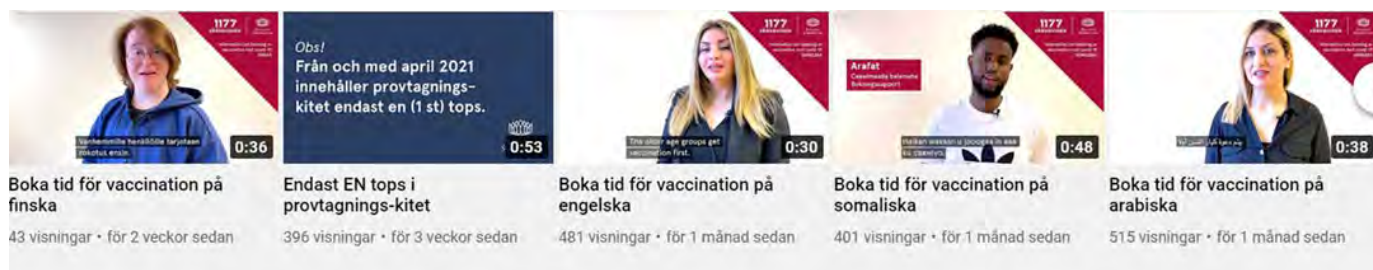 1177
VÅRDGUIDEN
Vanhemmille henkilöille tarjotaan
rokotus ensin.
0:36
Boka tid för vaccination på
finska
43 visningar • för 2 veckor sedan
Obs!
Från och med april 2021
innehåller provtagnings-
kitet endast en (1 st) tops.
0:53
Endast EN tops i
provtagnings-kitet
396 visningar • för 3 veckor sedan
1177
VÅRDGUIDEN
The older age groups get
vaccination first.
0:30
Boka tid för vaccination på
engelska
481 visningar • för 1 månad sedan
1177
VÅRDGUIDEN
Arafat
0:48
Boka tid för vaccination på
somaliska
401 visningar • för 1 månad sedan
1177
VÅRDGUIDEN
0:38
Boka tid för vaccination på
arabiska
515 visningar • för 1 månad sedan